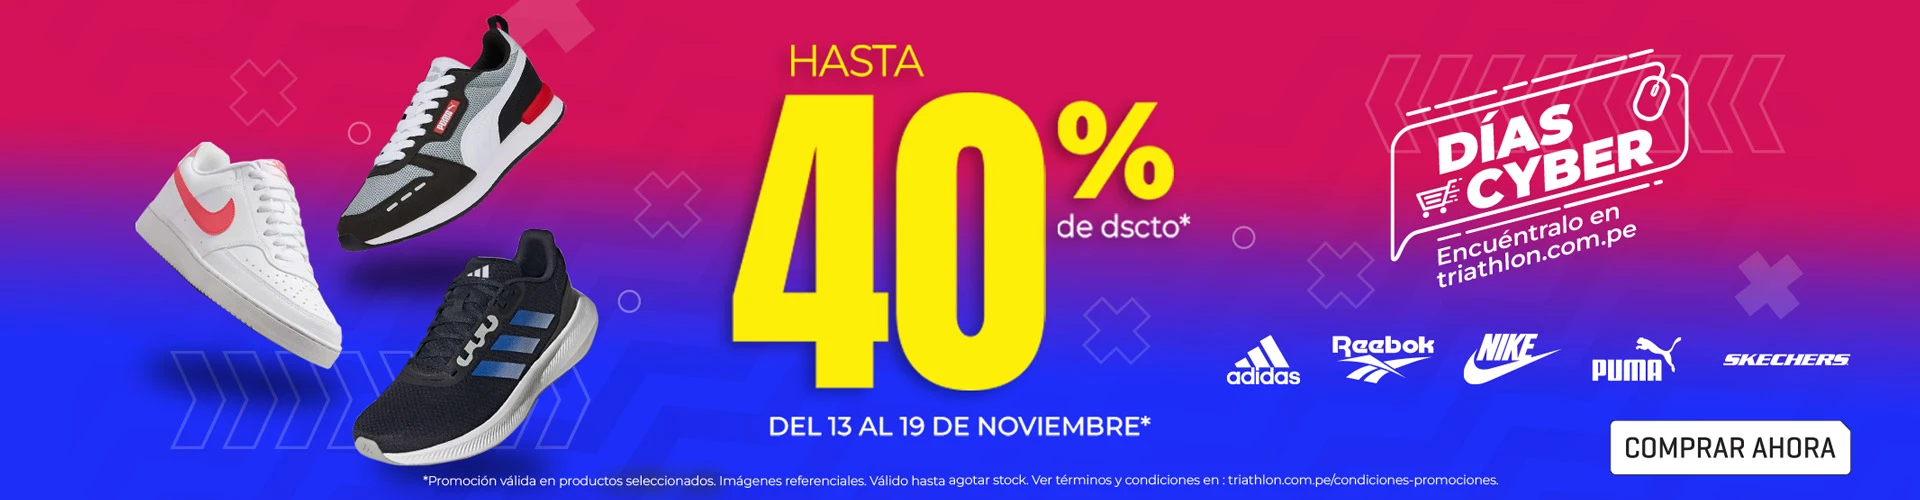 HASTA
40%
de dscto*
DEL 13 AL 19 DE NOVIEMBRE*
DÍAS
CYBER
Encuéntralo en
triathlon.com.pe
adidas
Reebok
NIKE
PUMA
SKECHERS
COMPRAR AHORA
*Promoción válida en productos seleccionados. Imágenes referenciales. Válido hasta agotar stock. Ver términos y condiciones en : triathlon.com.pe/condiciones-promociones.
PUMA